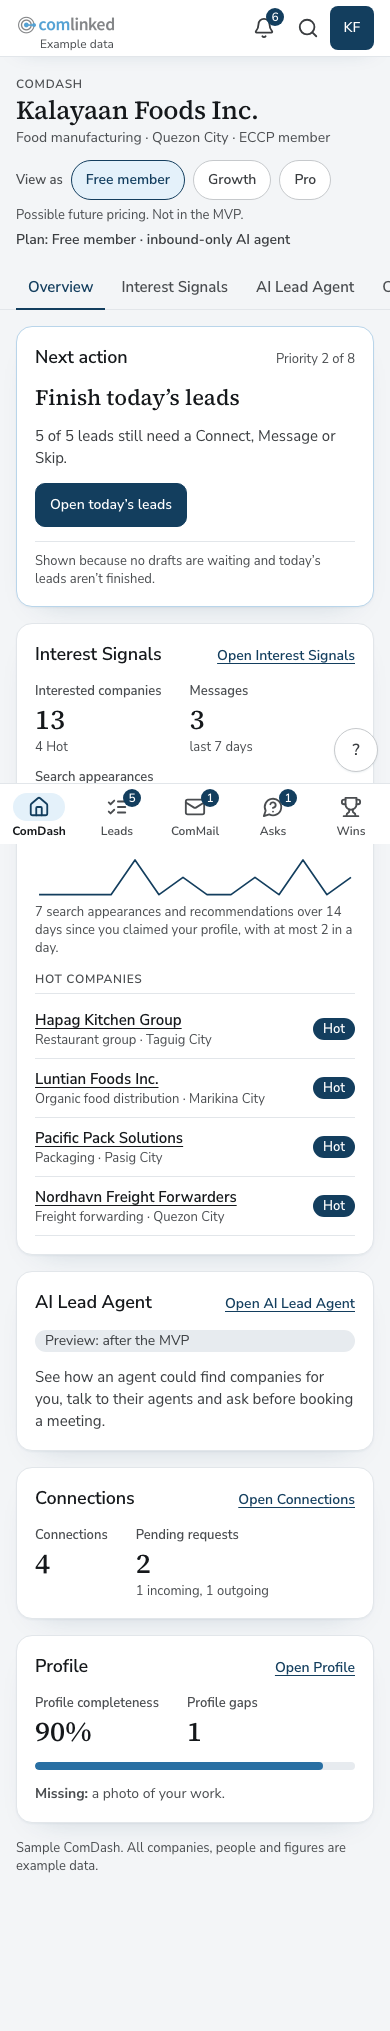 comlinked
Example data
6
KF
COMDASH
Kalayaan Foods Inc.
Food manufacturing · Quezon City · ECCP member
View as
Free member
Growth
Pro
Possible future pricing. Not in the MVP.
Plan: Free member · inbound-only AI agent
Overview
Interest Signals
AI Lead Agent
Next action
Priority 2 of 8
Finish today’s leads
5 of 5 leads still need a Connect, Message or
Skip.
Open today’s leads
Shown because no drafts are waiting and today’s
leads aren’t finished.
Interest Signals
Open Interest Signals
Interested companies
Messages
13
3
4 Hot
last 7 days
?
Search appearances
5
1
1
ComDash
Leads
ComMail
Asks
Wins
7 search appearances and recommendations over 14
days since you claimed your profile, with at most 2 in a
day.
HOT COMPANIES
Hapag Kitchen Group
Restaurant group · Taguig City
Hot
Luntian Foods Inc.
Organic food distribution · Marikina City
Hot
Pacific Pack Solutions
Packaging · Pasig City
Hot
Nordhavn Freight Forwarders
Freight forwarding · Quezon City
Hot
AI Lead Agent
Open AI Lead Agent
Preview: after the MVP
See how an agent could find companies for
you, talk to their agents and ask before booking
a meeting.
Connections
Open Connections
Connections
Pending requests
4
2
1 incoming, 1 outgoing
Profile
Open Profile
Profile completeness
Profile gaps
90%
1
Missing: a photo of your work.
Sample ComDash. All companies, people and figures are
example data.